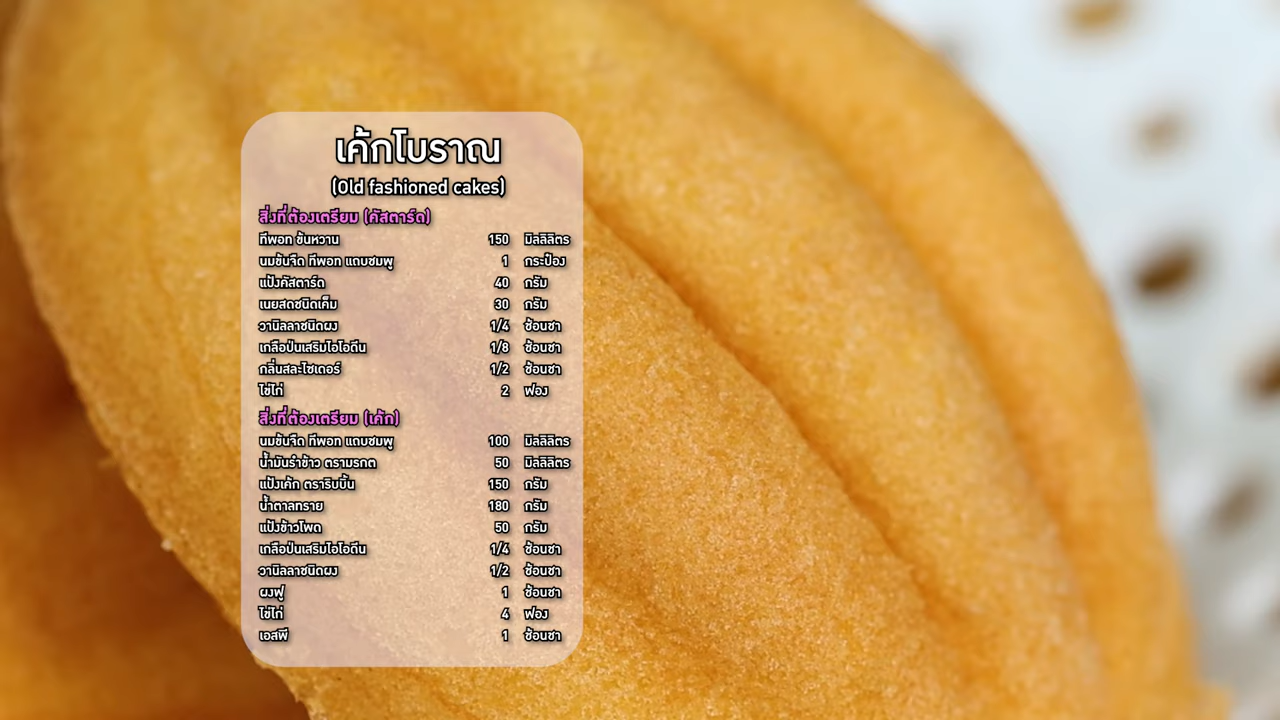 เค้กโบราณ
(Old fashioned cakes)
สิ่งที่ต้องเตรียม (คัสตาร์ด)
ทีพอท ข้นหวาน 150 มิลลิลิตร
นมข้นจืด ทีพอท แถบชมพู 1 กระป๋อง
แป้งคัสตาร์ด 40 กรัม
เนยสดชนิดเค็ม 30 กรัม
วานิลลาชนิดผง 1/4 ช้อนชา
เกลือป่นเสริมไอโอดีน 1/8 ช้อนชา
กลิ่นสละไซเดอร์ 1/2 ช้อนชา
ไข่ไก่ 2 ฟอง
สิ่งที่ต้องเตรียม (เค้ก)
นมข้นจืด ทีพอท แถบชมพู 100 มิลลิลิตร
น้ำมันรำข้าว ตรามรกต 50 มิลลิลิตร
แป้งเค้ก ตราริบบิ้น 150 กรัม
น้ำตาลทราย 180 กรัม
แป้งข้าวโพด 50 กรัม
เกลือป่นเสริมไอโอดีน 1/4 ช้อนชา
วานิลลาชนิดผง 1/2 ช้อนชา
ผงฟู 1 ช้อนชา
ไข่ไก่ 4 ฟอง
เอสพี 1 ช้อนชา